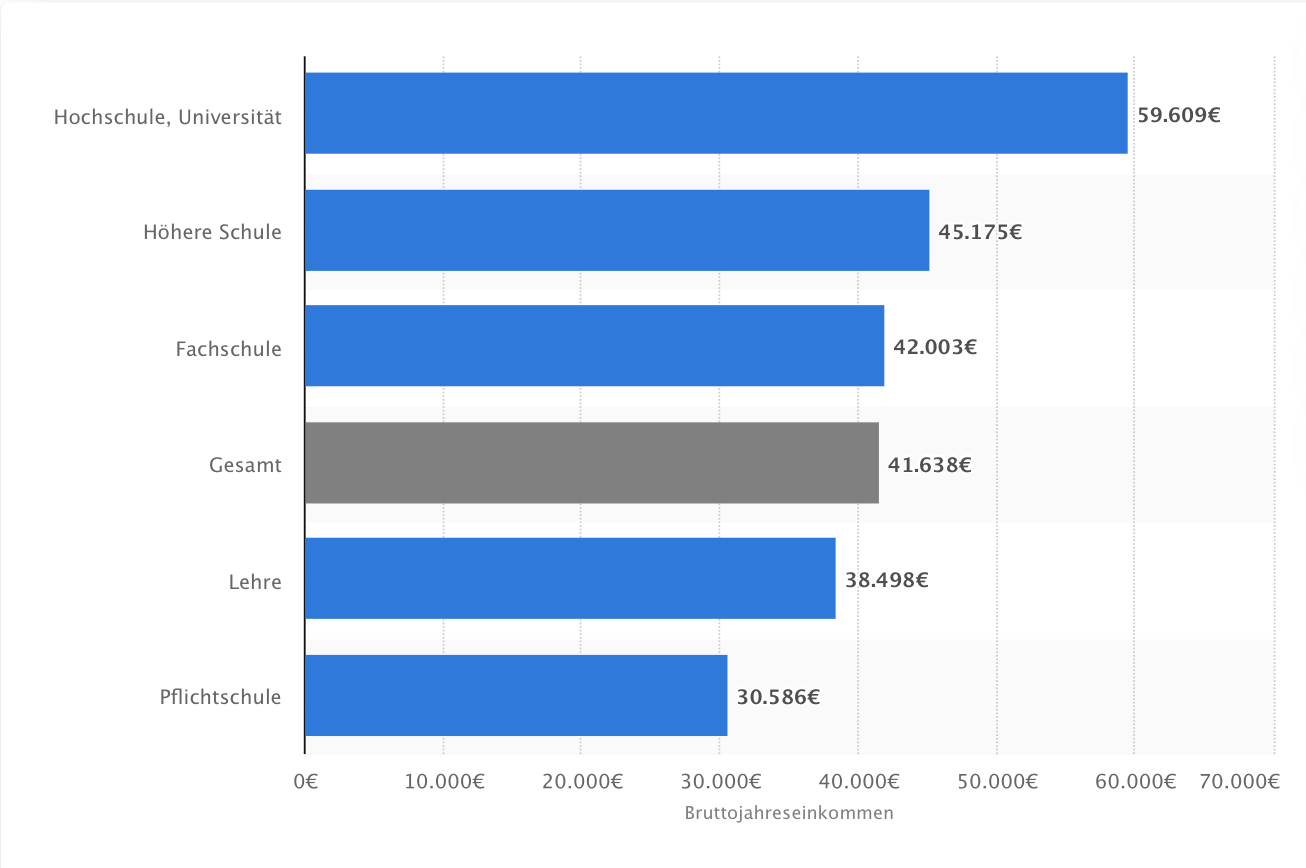 Hochschule, Universität 59.609€
Höhere Schule 45.175€
Fachschule 42.003€
Gesamt 41.638€
Lehre 38.498€
Pflichtschule 30.586€
0€ 10.000€ 20.000€ 30.000€ 40.000€ 50.000€ 60.000€ 70.000€
Bruttojahreseinkommen